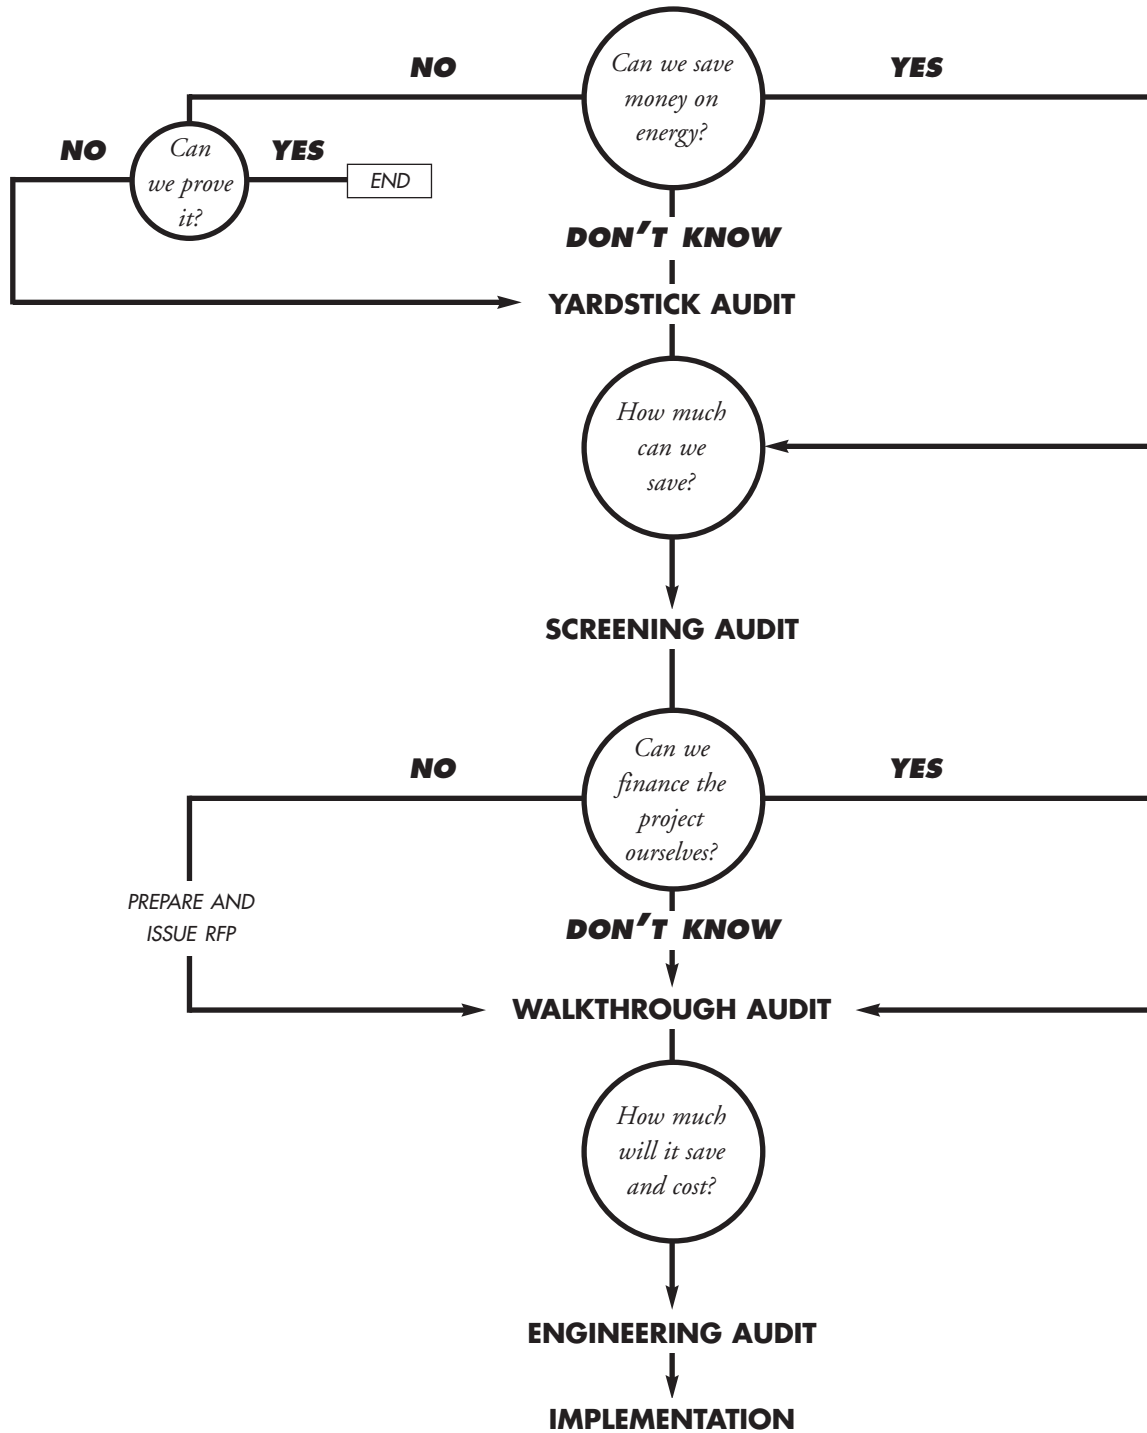 NO
Can we save
money on
energy?
YES
NO
Can
we prove
it?
YES
END
DON'T KNOW
YARDSTICK AUDIT
How much
can we
save?
SCREENING AUDIT
NO
Can we
finance the
project
ourselves?
YES
PREPARE AND
ISSUE RFP
DON'T KNOW
WALKTHROUGH AUDIT
How much
will it save
and cost?
ENGINEERING AUDIT
IMPLEMENTATION